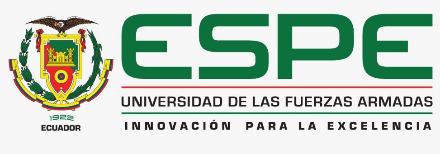 ESPE
UNIVERSIDAD DE LAS FUERZAS ARMADAS
INNOVACIÓN PARA LA EXCELENCIA
1922
ECUADOR